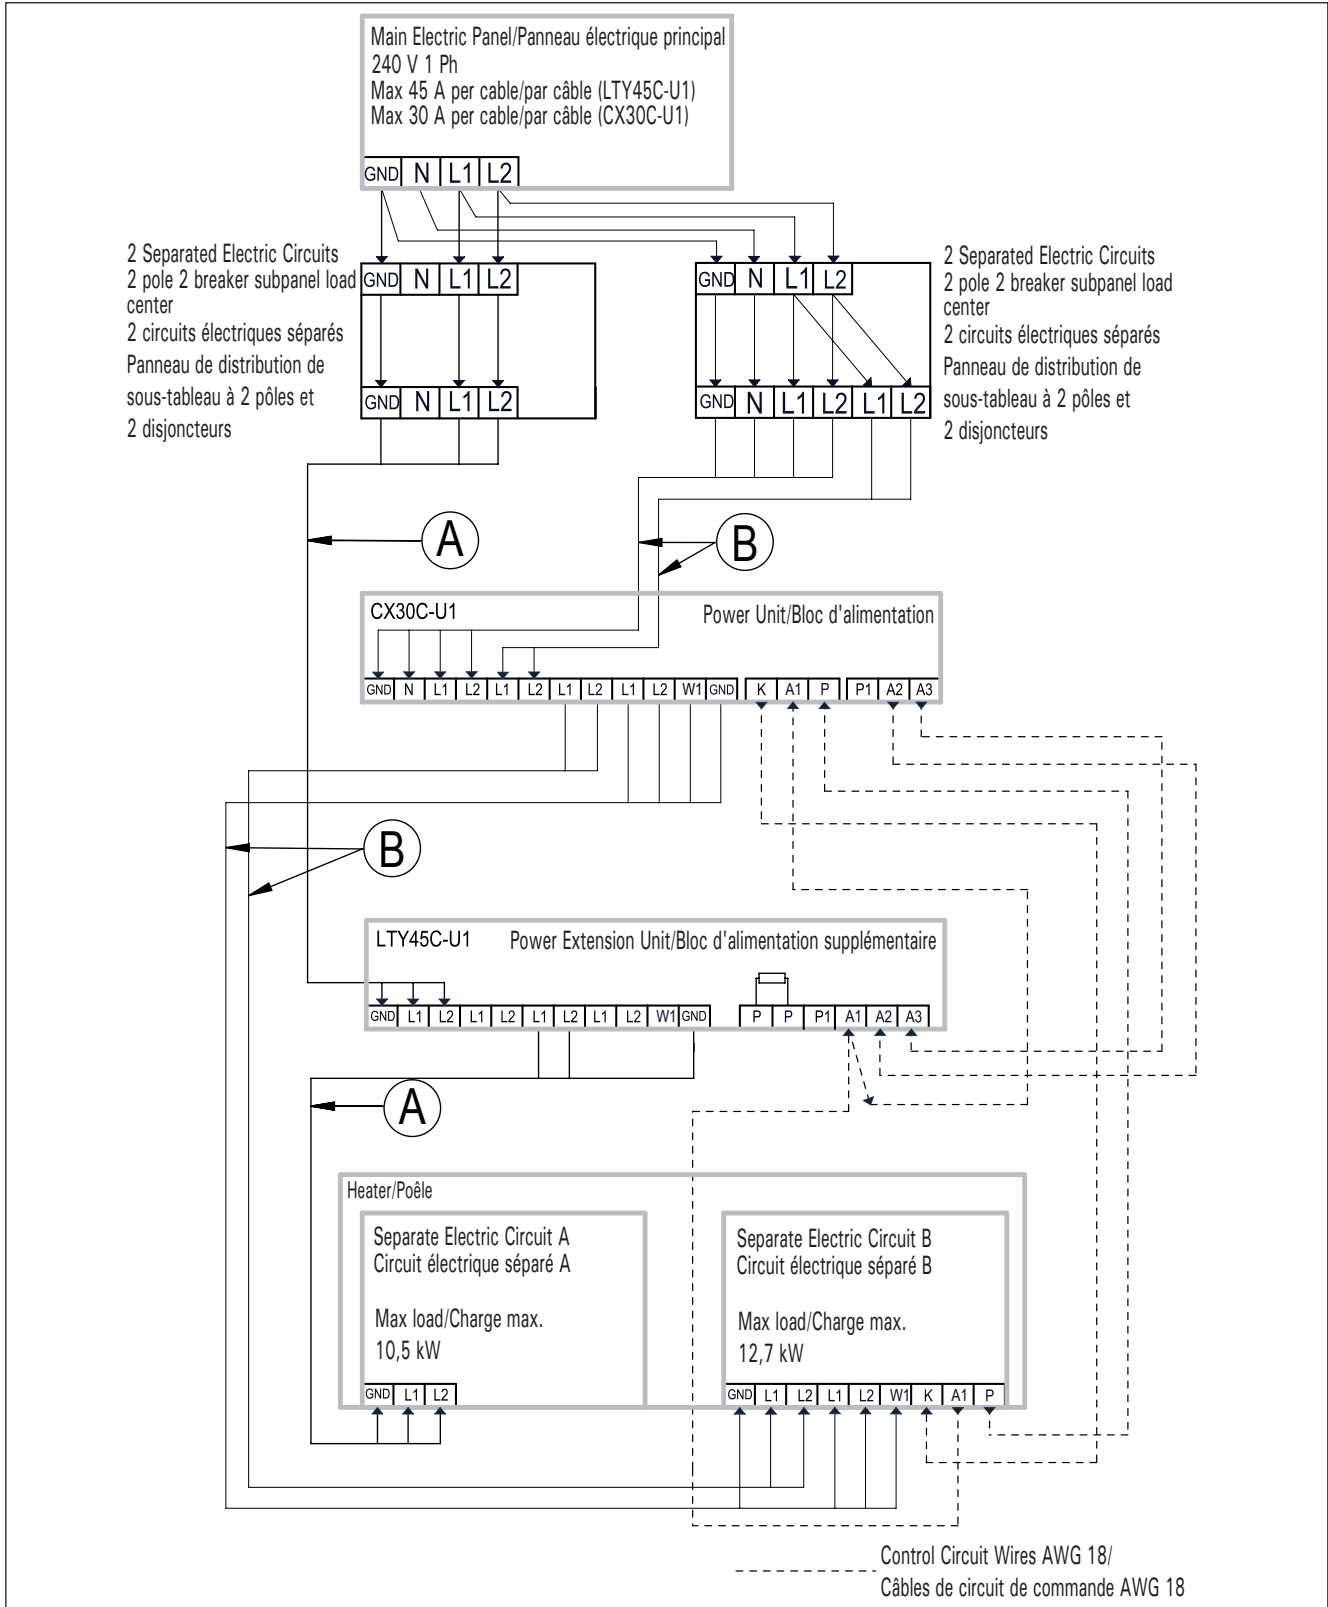 Main Electric Panel/Panneau électrique principal
240 V 1 Ph
Max 45 A per cable/par câble (LTY45C-U1)
Max 30 A per cable/par câble (CX30C-U1)
GND N L1 L2
2 Separated Electric Circuits
2 pole 2 breaker subpanel load
center
2 circuits électriques séparés
Panneau de distribution de
sous-tableau à 2 pôles et
2 disjoncteurs
GND N L1 L2
GND N L1 L2
GND N L1 L2
GND N L1 L2 L1 L2
2 Separated Electric Circuits
2 pole 2 breaker subpanel load
center
2 circuits électriques séparés
Panneau de distribution de
sous-tableau à 2 pôles et
2 disjoncteurs
A
B
CX30C-U1
Power Unit/Bloc d'alimentation
GND N L1 L2 L1 L2 L1 L2 L1 L2 W1 GND K A1 P P1 A2 A3
B
LTY45C-U1
Power Extension Unit/Bloc d'alimentation supplémentaire
GND L1 L2 L1 L2 L1 L2 L1 L2 W1 GND P P P1 A1 A2 A3
A
Heater/Poêle
Separate Electric Circuit A
Circuit électrique séparé A
Max load/Charge max.
10,5 kW
GND L1 L2
Separate Electric Circuit B
Circuit électrique séparé B
Max load/Charge max.
12,7 kW
GND L1 L2 L1 L2 W1 K A1 P
Control Circuit Wires AWG 18/
Câbles de circuit de commande AWG 18